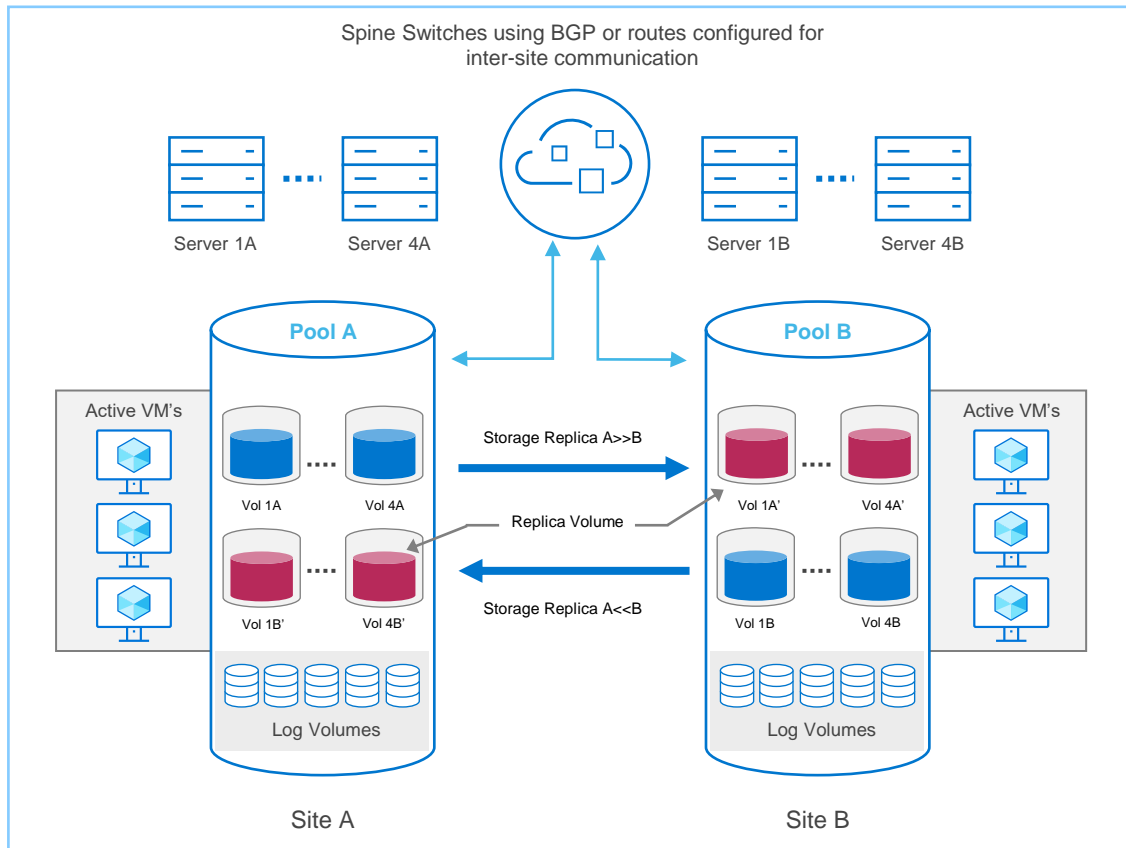 Spine Switches using BGP or routes configured for
inter-site communication
Server 1A
Server 4A
Server 1B
Server 4B
Pool A
Pool B
Active VM's
Active VM's
Storage Replica A>>B
Vol 1A
Vol 4A
Replica Volume
Vol 1A’
Vol 4A’
Storage Replica A<<B
Vol 1B’
Vol 4B’
Vol 1B
Vol 4B
Log Volumes
Log Volumes
Site A
Site B